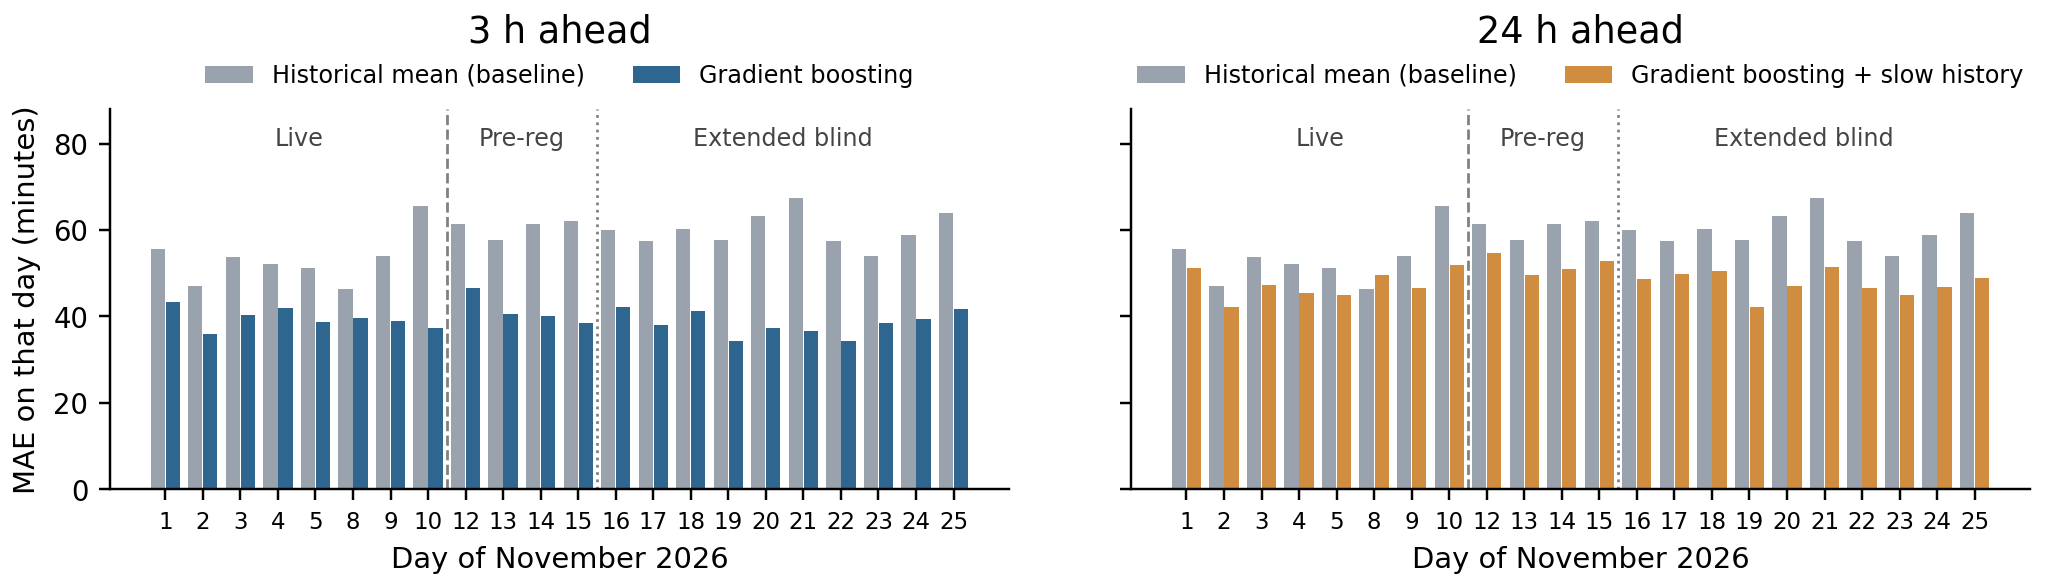 3 h ahead
Historical mean (baseline) Gradient boosting
MAE on that day (minutes)
80
60
40
20
0
Live Pre-reg Extended blind
1 2 3 4 5 8 9 10 12 13 14 15 16 17 18 19 20 21 22 23 24 25
Day of November 2026
24 h ahead
Historical mean (baseline) Gradient boosting + slow history
Live Pre-reg Extended blind
1 2 3 4 5 8 9 10 12 13 14 15 16 17 18 19 20 21 22 23 24 25
Day of November 2026